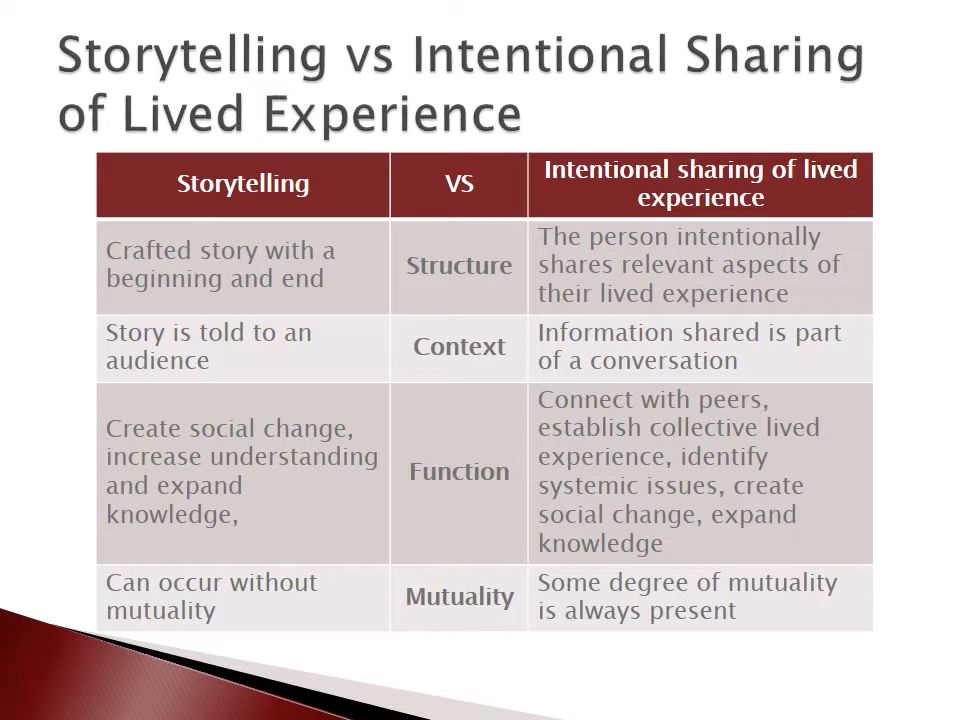 Storytelling vs Intentional Sharing
of Lived Experience
Storytelling
VS
Intentional sharing of lived
experience
Crafted story with a
beginning and end
Structure
The person intentionally
shares relevant aspects of
their lived experience
Story is told to an
audience
Context
Information shared is part
of a conversation
Create social change,
increase understanding
and expand
knowledge,
Function
Connect with peers,
establish collective lived
experience, identify
systemic issues, create
social change, expand
knowledge
Can occur without
mutuality
Mutuality
Some degree of mutuality
is always present